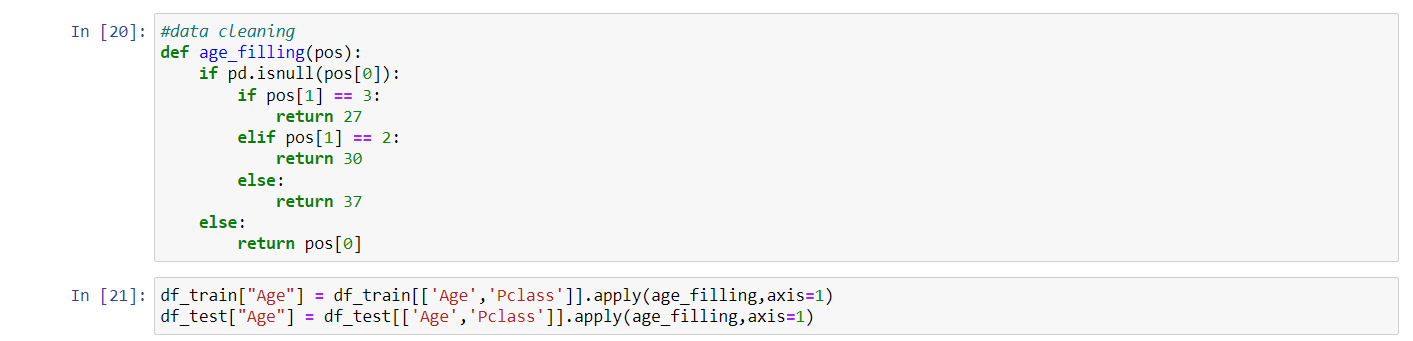 In [20]: #data cleaning
def age_filling(pos):
    if pd.isnull(pos[0]):
        if pos[1] == 3:
            return 27
        elif pos[1] == 2:
            return 30
        else:
            return 37
    else:
        return pos[0]
In [21]: df_train["Age"] = df_train[['Age','Pclass']].apply(age_filling,axis=1)
df_test["Age"] = df_test[['Age','Pclass']].apply(age_filling,axis=1)